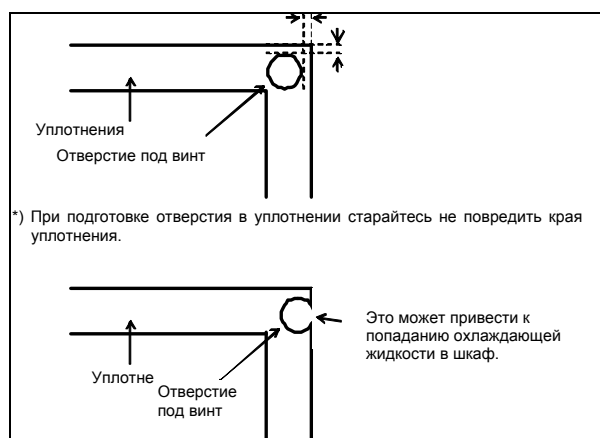 Уплотнения
Отверстие под винт
*) При подготовке отверстия в уплотнении старайтесь не повредить края
уплотнения.
Это может привести к
попаданию охлаждающей
жидкости в шкаф.
Уплотне
Отверстие
под винт